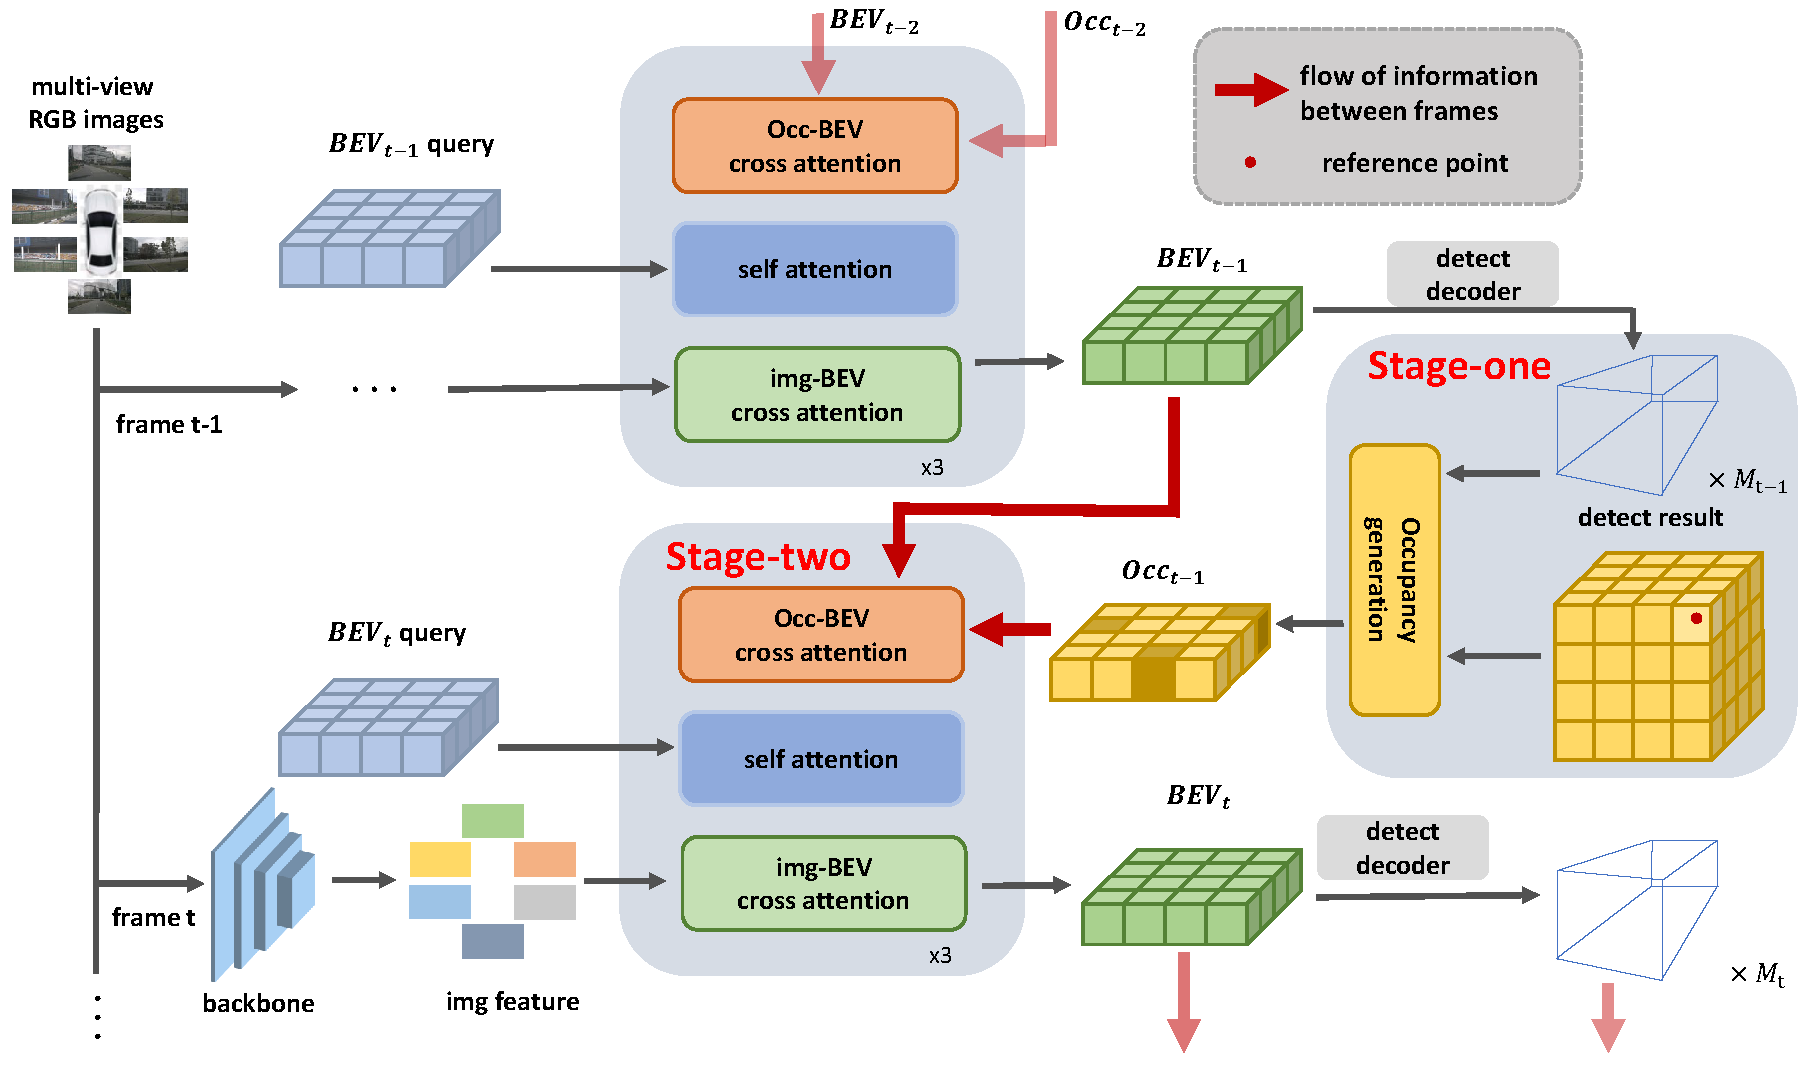 BEV_{t-2}
Occ_{t-2}
flow of information
between frames
reference point
multi-view
RGB images
BEV_{t-1} query
Occ-BEV
cross attention
self attention
img-BEV
cross attention
x3
BEV_{t-1}
detect
decoder
frame t-1
. . .
Stage-one
× M_{t-1}
detect result
Occupancy
generation
Stage-two
Occ_{t-1}
BEV_t query
Occ-BEV
cross attention
self attention
img-BEV
cross attention
x3
BEV_t
detect
decoder
× M_t
frame t
backbone
img feature